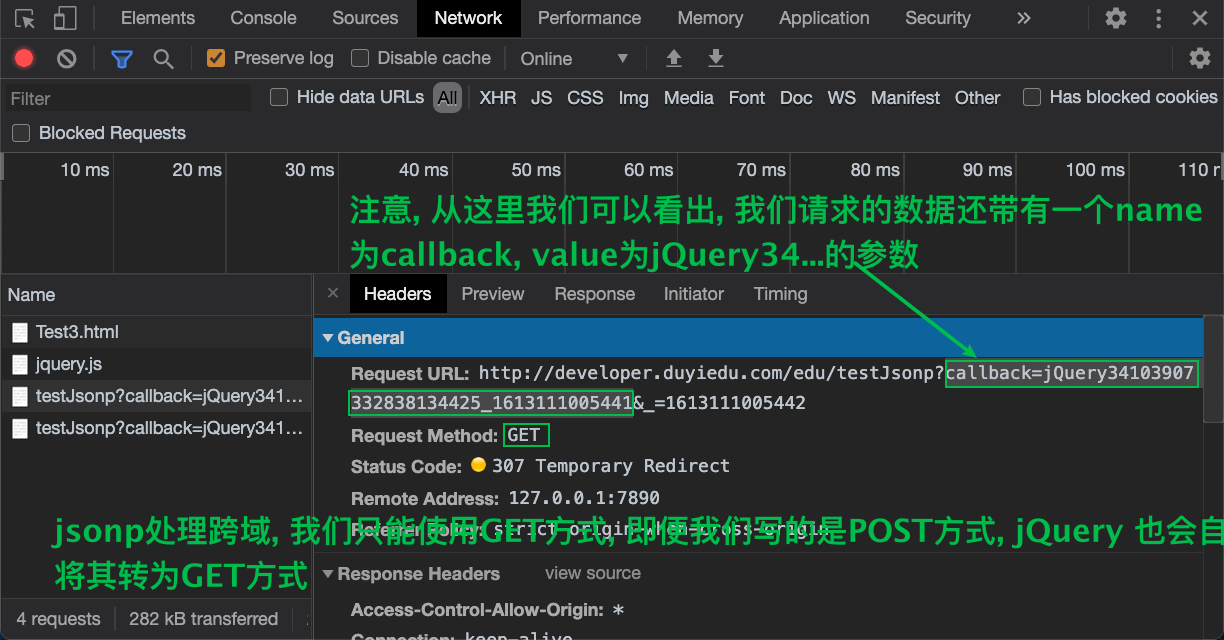 Elements Console Sources Network Performance Memory Application Security »
Preserve log Disable cache Online
Filter Hide data URLs All XHR JS CSS Img Media Font Doc WS Manifest Other Has blocked cookies
Blocked Requests
10 ms 20 ms 30 ms 40 ms 50 ms 60 ms 70 ms 80 ms 90 ms 100 ms 110 r
注意, 从这里我们可以看出, 我们请求的数据还带有一个name
为callback, value为jQuery34...的参数
Name
Test3.html
jquery.js
testJsonp?callback=jQuery341...
testJsonp?callback=jQuery341...
× Headers Preview Response Initiator Timing
General
Request URL: http://developer.duyiedu.com/edu/testJsonp?callback=jQuery34103907
332838134425_1613111005441&_=1613111005442
Request Method: GET
Status Code: 307 Temporary Redirect
Remote Address: 127.0.0.1:7890
Referrer Policy: strict-origin-when-cross-origin
jsonp处理跨域, 我们只能使用GET方式, 即便我们写的是POST方式, jQuery 也会自
将其转为GET方式
Response Headers view source
Access-Control-Allow-Origin: *
Connection: keep-alive
4 requests 282 kB transferred